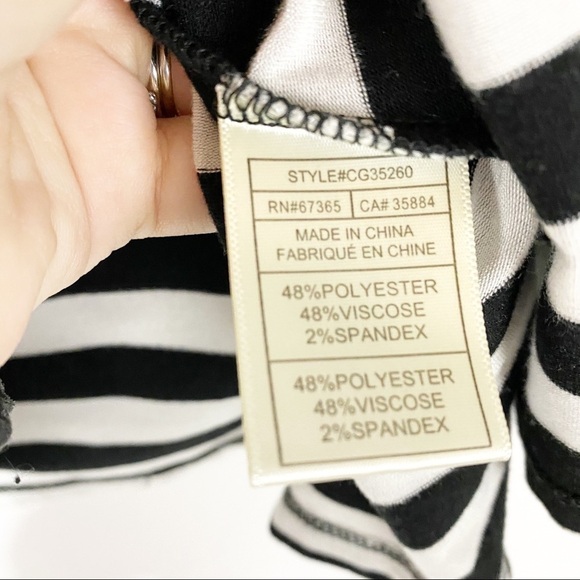 STYLE#CG35260
RN#67365 CA# 35884
MADE IN CHINA
FABRIQUÉ EN CHINE
48%POLYESTER
48%VISCOSE
2%SPANDEX
48%POLYESTER
48%VISCOSE
2%SPANDEX